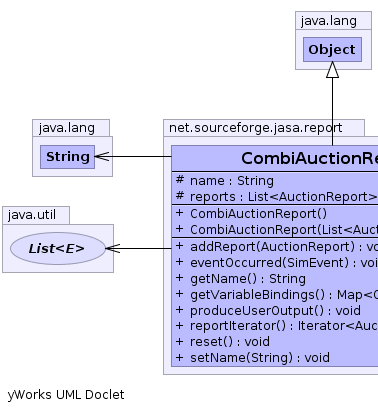 java.lang
Object
java.lang
String
net.sourceforge.jasa.report
CombiAuctionRe
# name : String
# reports : List<AuctionReport>
+ CombiAuctionReport()
+ CombiAuctionReport(List<Au
+ addReport(AuctionReport) : vo
+ eventOccurred(SimEvent) : voi
+ getName() : String
+ getVariableBindings() : Map<O
+ produceUserOutput() : void
+ reportIterator() : Iterator<Auc
+ reset() : void
+ setName(String) : void
java.util
List<E>
yWorks UML Doclet